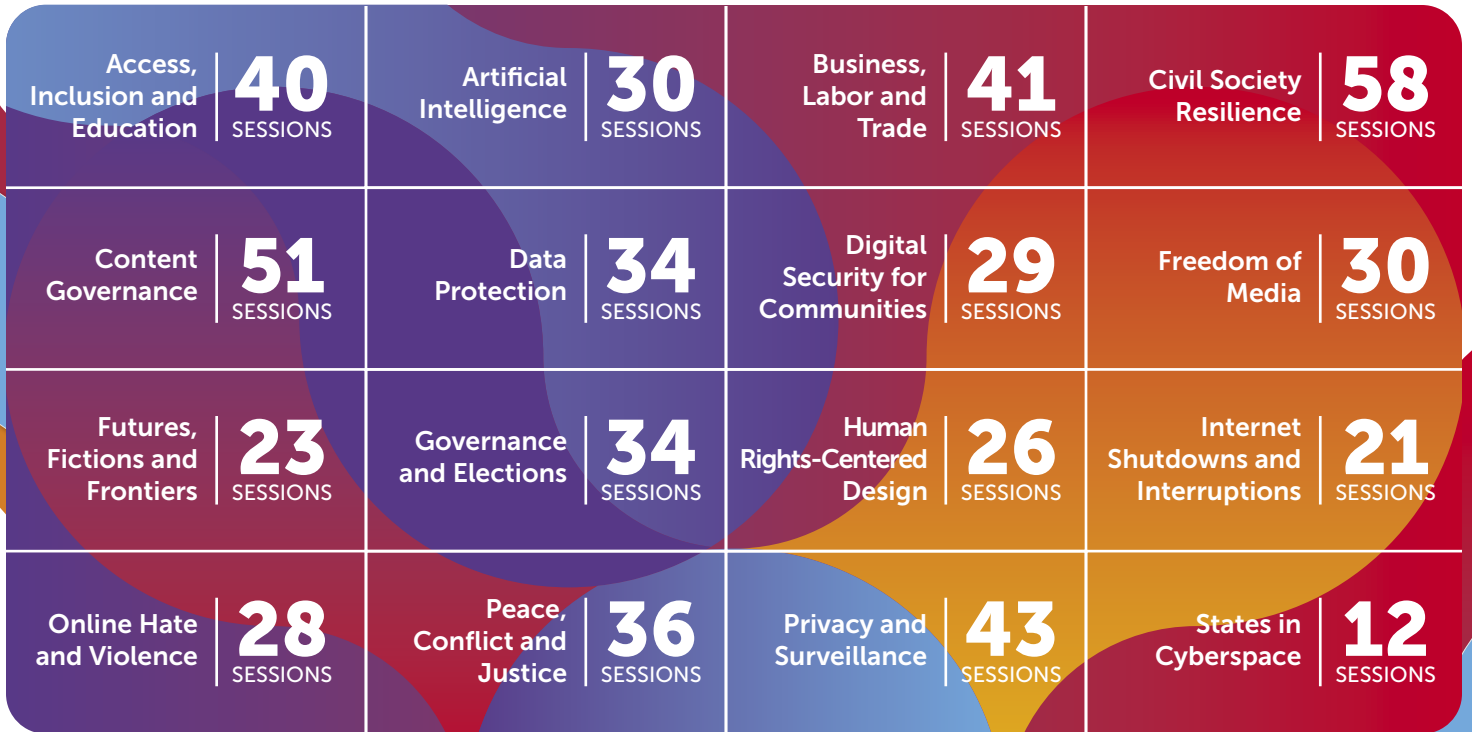 Access,
Inclusion and
Education
40
SESSIONS
Artificial
Intelligence
30
SESSIONS
Business,
Labor and
Trade
41
SESSIONS
Civil Society
Resilience
58
SESSIONS
Content
Governance
51
SESSIONS
Data
Protection
34
SESSIONS
Digital
Security for
Communities
29
SESSIONS
Freedom of
Media
30
SESSIONS
Futures,
Fictions and
Frontiers
23
SESSIONS
Governance
and Elections
34
SESSIONS
Human
Rights-Centered
Design
26
SESSIONS
Internet
Shutdowns and
Interruptions
21
SESSIONS
Online Hate
and Violence
28
SESSIONS
Peace,
Conflict and
Justice
36
SESSIONS
Privacy and
Surveillance
43
SESSIONS
States in
Cyberspace
12
SESSIONS